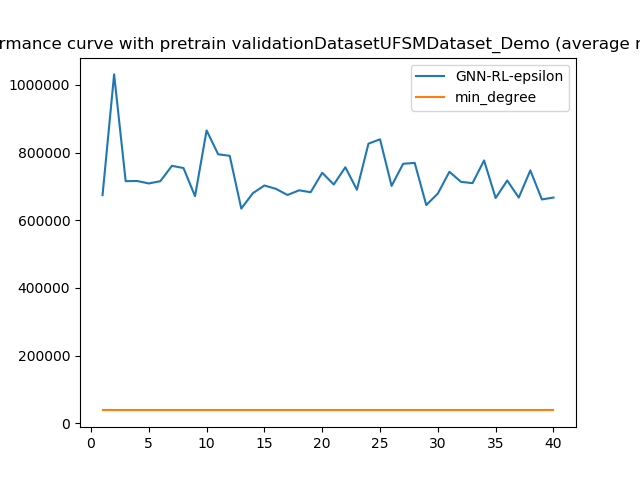 rmance curve with pretrain validationDatasetUFSMDataset_Demo (average r
GNN-RL-epsilon
min_degree
1000000
800000
600000
400000
200000
0
0 5 10 15 20 25 30 35 40